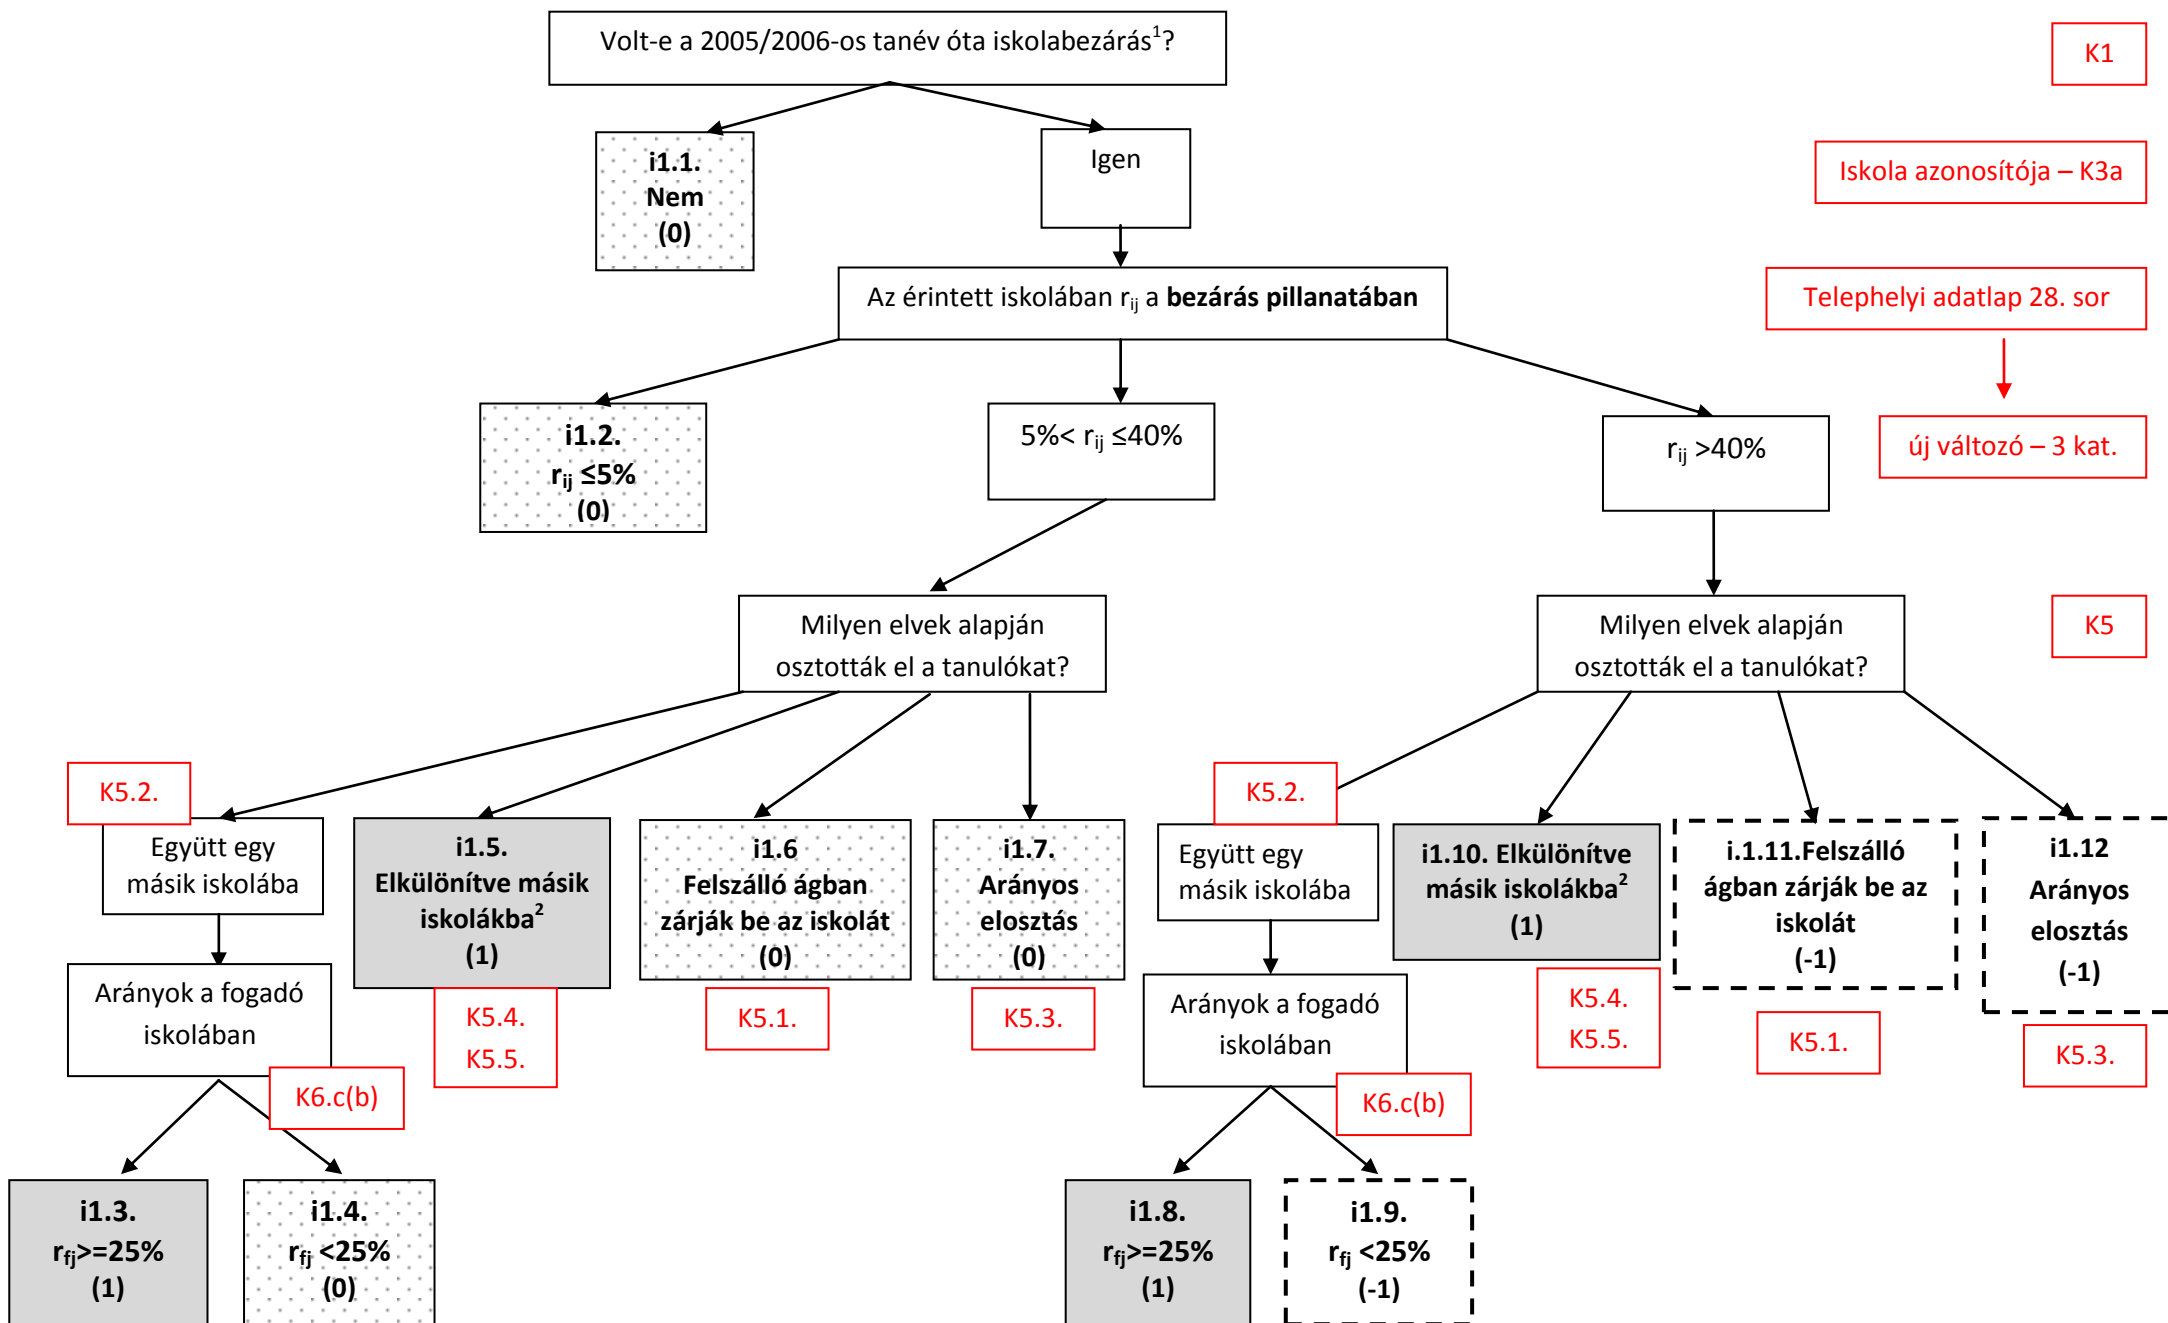 Volt-e a 2005/2006-os tanév óta iskolabezárás¹?
K1
i1.1.
Nem
(0)
Igen
Iskola azonosítója – K3a
Az érintett iskolában rij a bezárás pillanatában
Telephelyi adatlap 28. sor
i1.2.
rij ≤5%
(0)
5%< rij ≤40%
rij >40%
új változó – 3 kat.
Milyen elvek alapján
osztották el a tanulókat?
Milyen elvek alapján
osztották el a tanulókat?
K5
K5.2.
Együtt egy
másik iskolába
i1.5.
Elkülönítve másik
iskolákba²
(1)
i1.6
Felszálló ágban
zárják be az iskolát
(0)
i1.7.
Arányos
elosztás
(0)
K5.2.
Együtt egy
másik iskolába
i1.10. Elkülönítve
másik iskolákba²
(1)
i.1.11.Felszálló
ágban zárják be az
iskolát
(-1)
i1.12
Arányos
elosztás
(-1)
Arányok a fogadó
iskolában
K5.4.
K5.5.
K5.1.
K5.3.
Arányok a fogadó
iskolában
K5.4.
K5.5.
K5.1.
K5.3.
K6.c(b)
K6.c(b)
i1.3.
rfj>=25%
(1)
i1.4.
rfj <25%
(0)
i1.8.
rfj>=25%
(1)
i1.9.
rfj <25%
(-1)